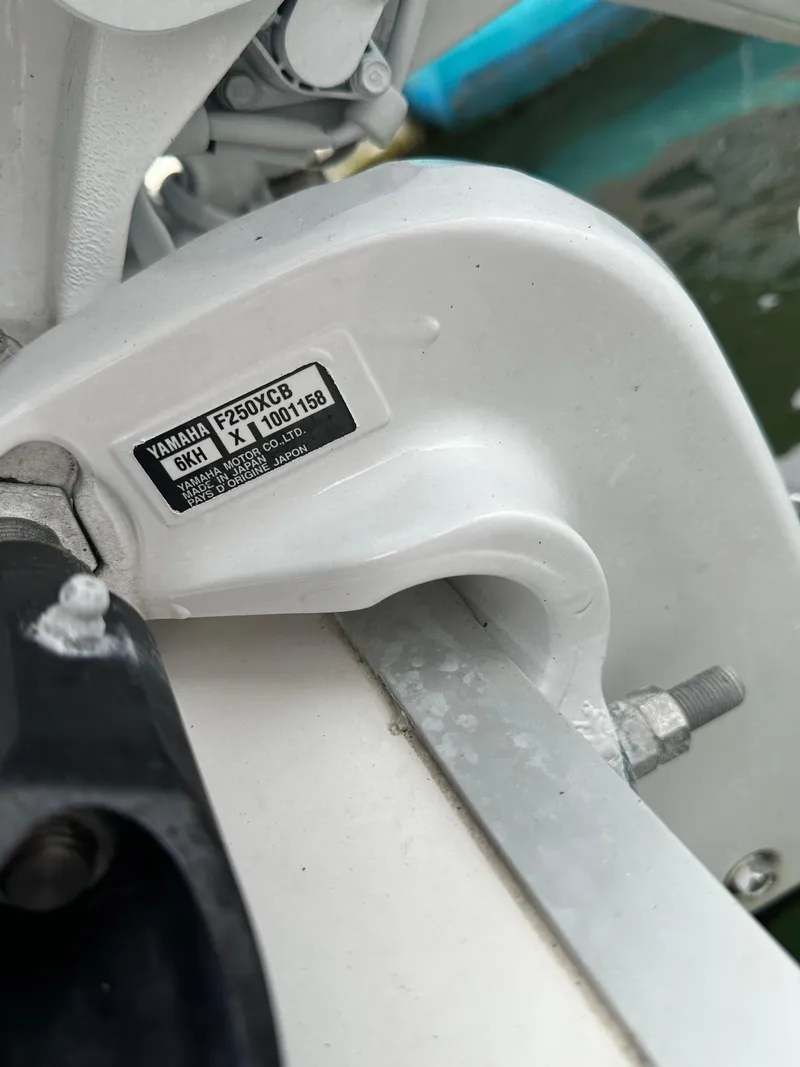 YAMAHA F250XCB
6KH X 1001158
YAMAHA MOTOR CO.,LTD.
MADE IN JAPAN
PAYS D'ORIGINE JAPON